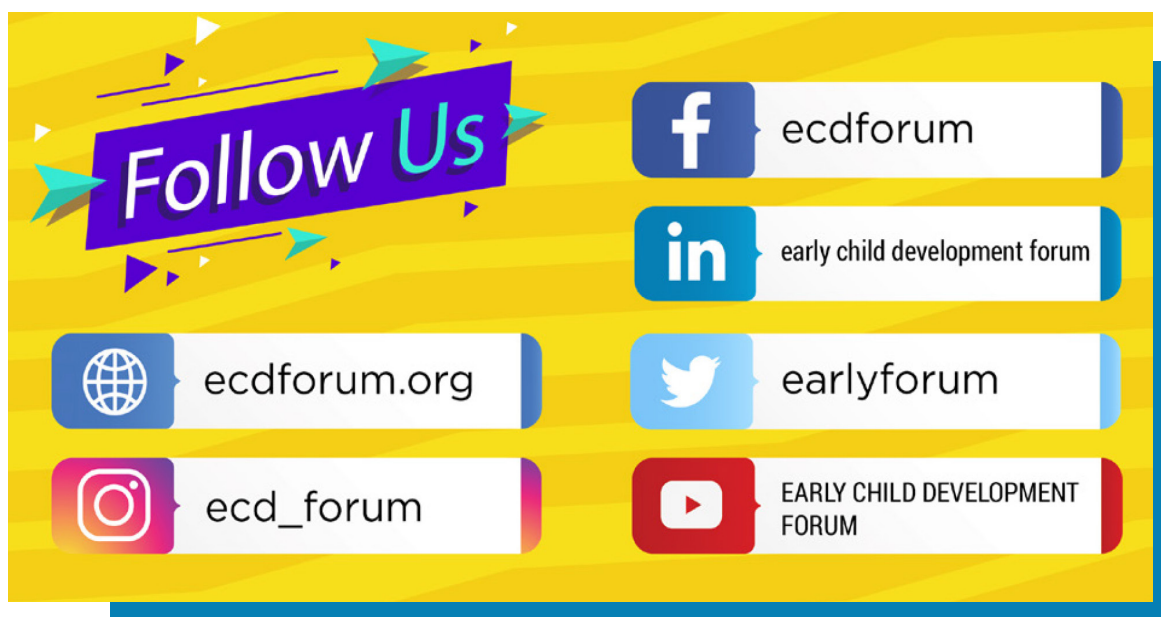 Follow Us
ecdforum
early child development forum
ecdforum.org
earlyforum
ecd_forum
EARLY CHILD DEVELOPMENT
FORUM